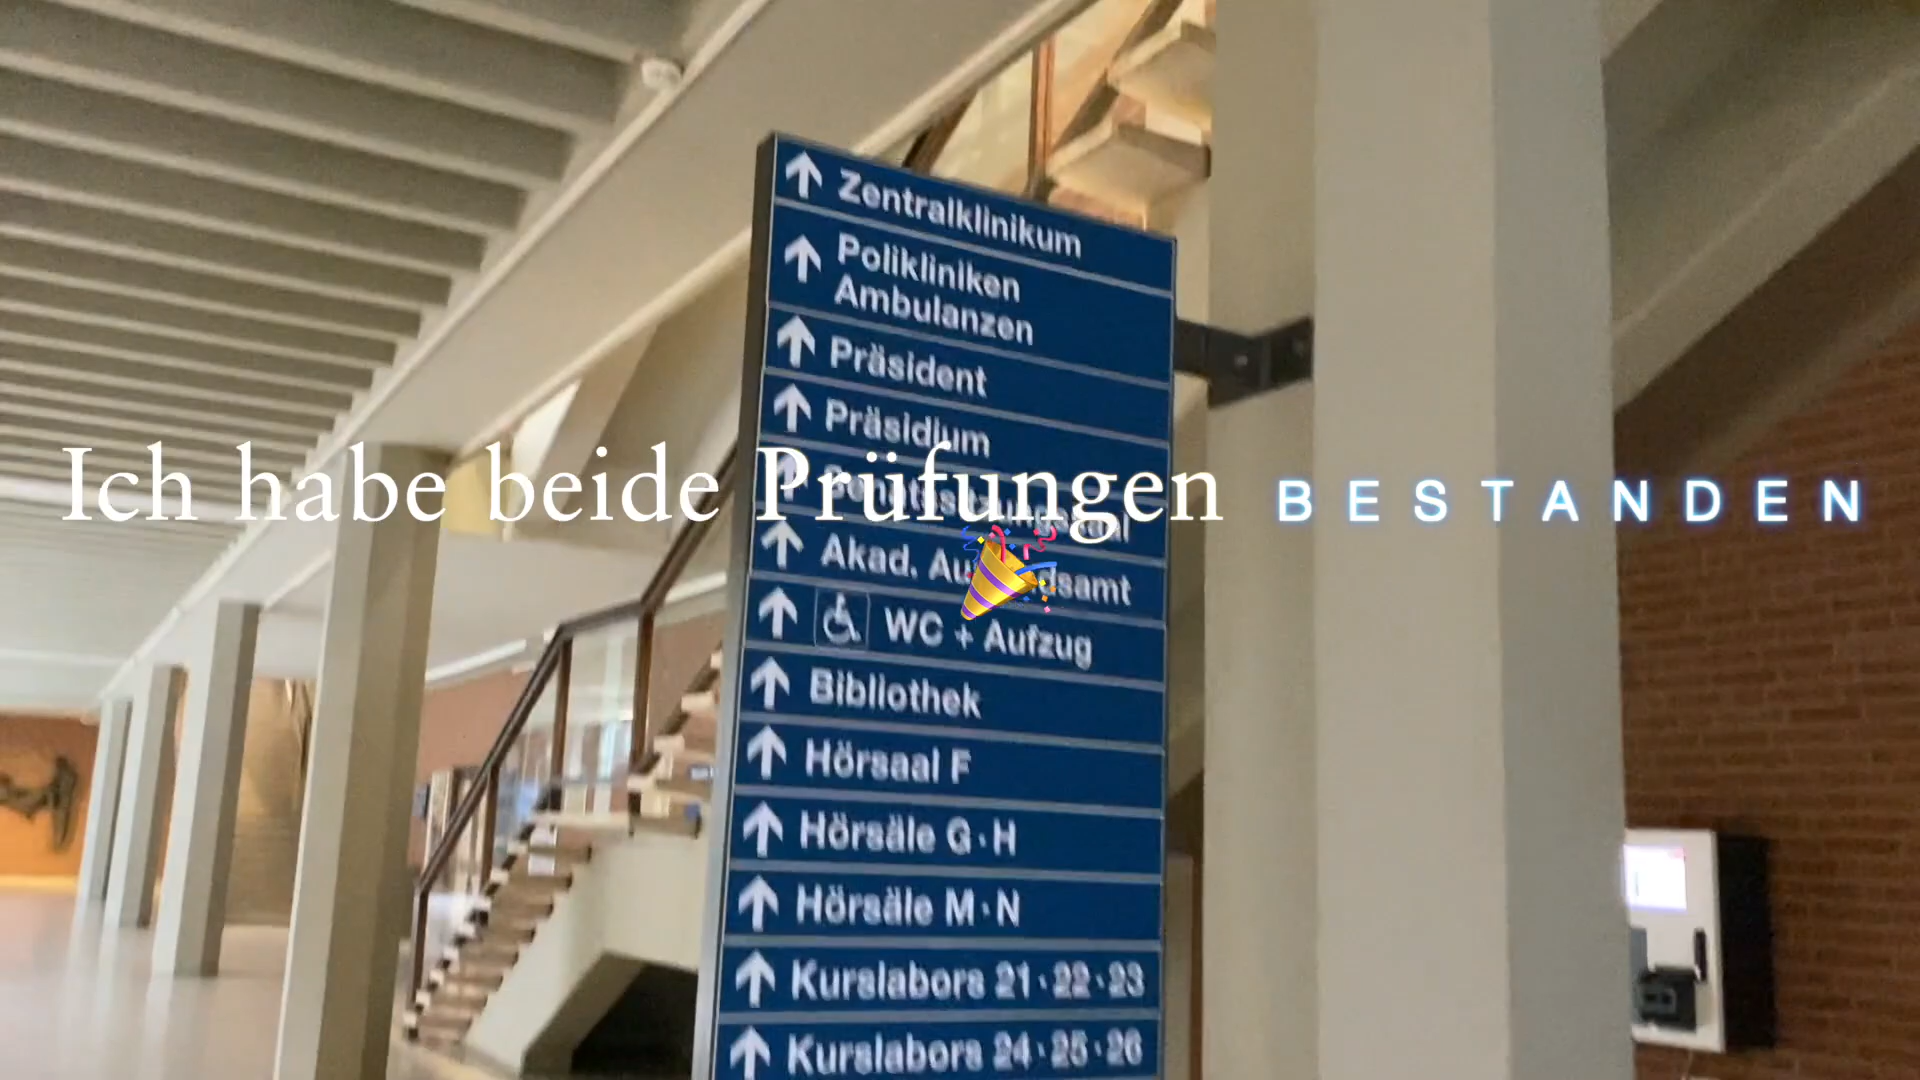 Zentralklinikum
Polikliniken
Ambulanzen
Präsident
Präsidium
Ich habe beide Prüfungen BESTANDEN
Akad.
WC + Aufzug
Bibliothek
Hörsaal F
Hörsäle G·H
Hörsäle M·N
Kurslabors 21·22·23
Kurslabors 24·25·26